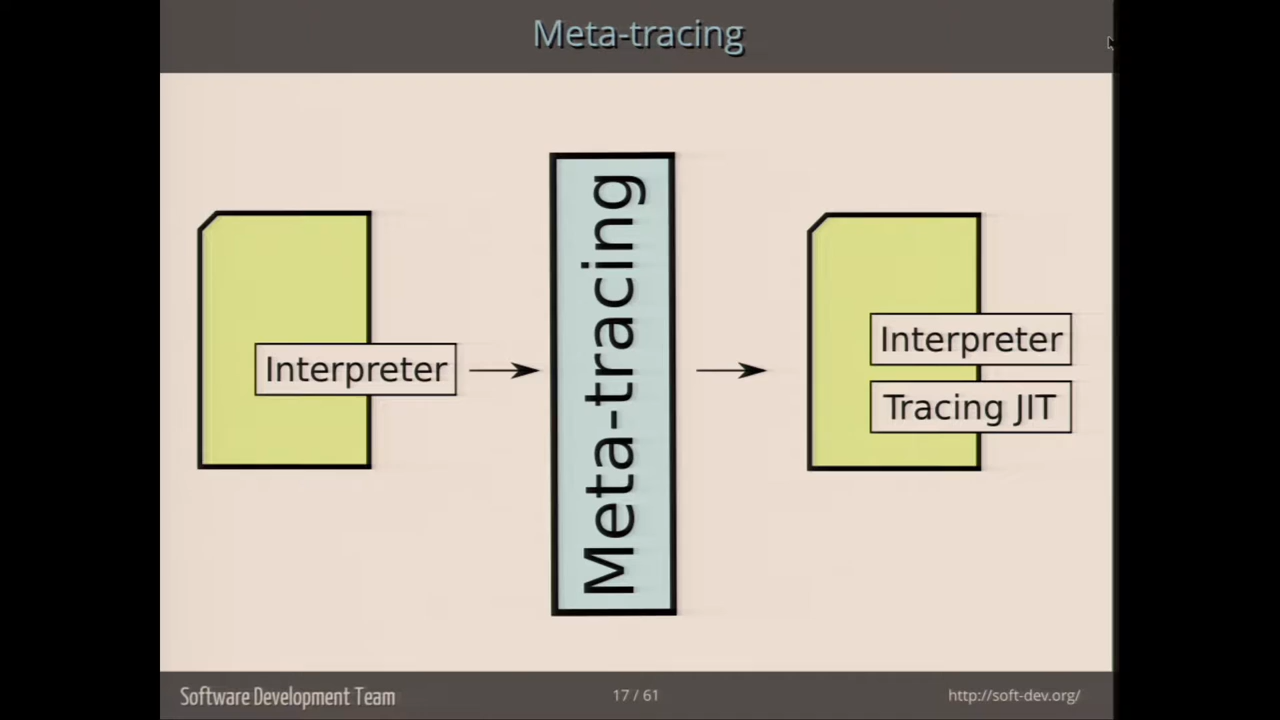 Meta-tracing
Interpreter
Meta-tracing
Interpreter
Tracing JIT
Software Development Team
17 / 61
http://soft-dev.org/